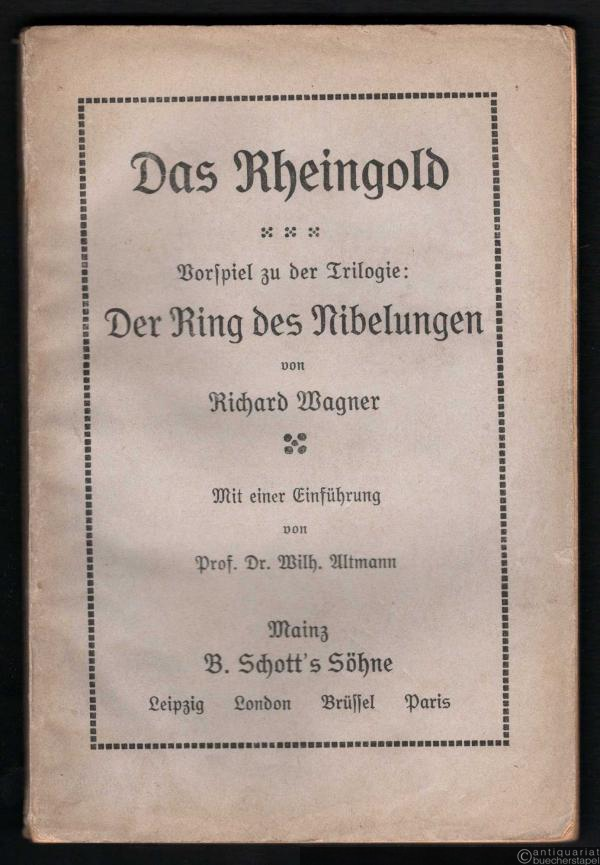 Das Rheingold
Vorſpiel zu der Trilogie:
Der Ring des Nibelungen
von
Richard Wagner
Mit einer Einführung
von
Prof. Dr. Wilh. Altmann
Mainz
B. Schott's Söhne
Leipzig London Brüſſel Paris
©antiquariat
buecherstapel